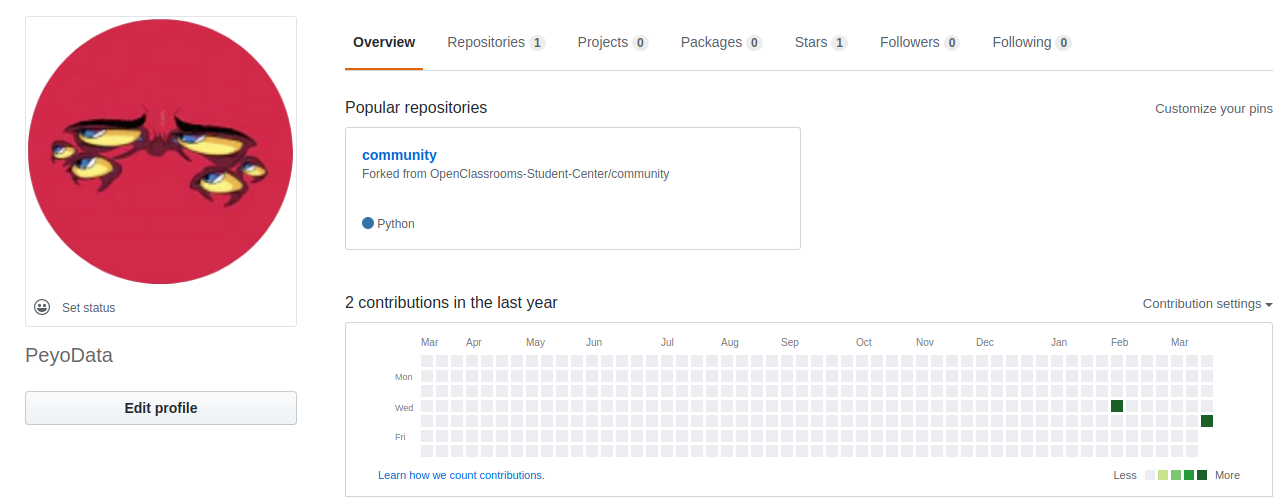 Overview Repositories 1 Projects 0 Packages 0 Stars 1 Followers 0 Following 0
Popular repositories Customize your pins
community
Forked from OpenClassrooms-Student-Center/community
Python
Set status
PeyoData
Edit profile
2 contributions in the last year Contribution settings
Mar Apr May Jun Jul Aug Sep Oct Nov Dec Jan Feb Mar
Mon
Wed
Fri
Learn how we count contributions. Less More